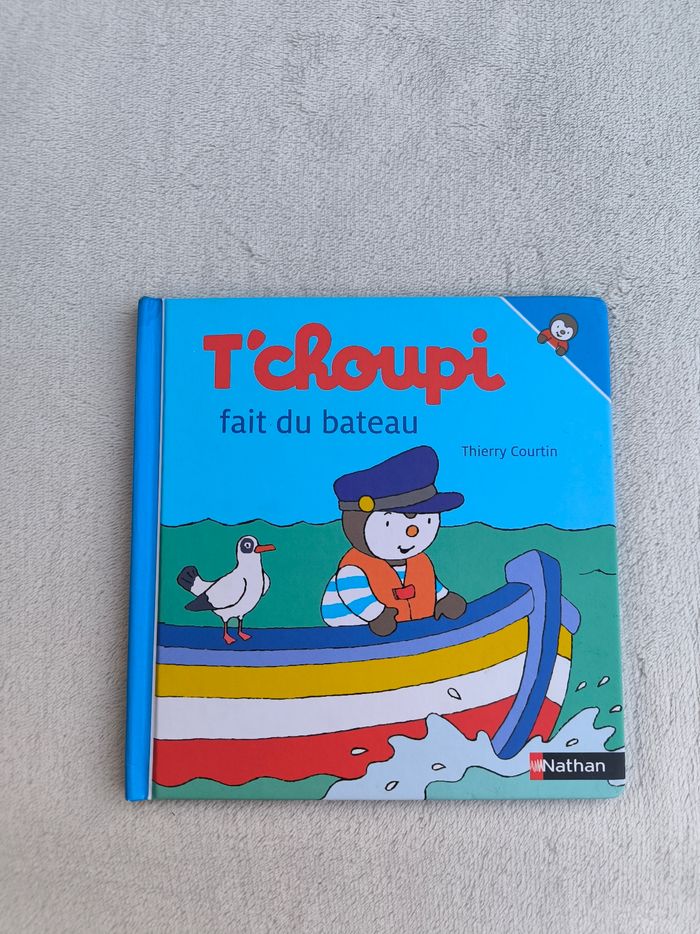 T'choupi
fait du bateau
Thierry Courtin
Nathan